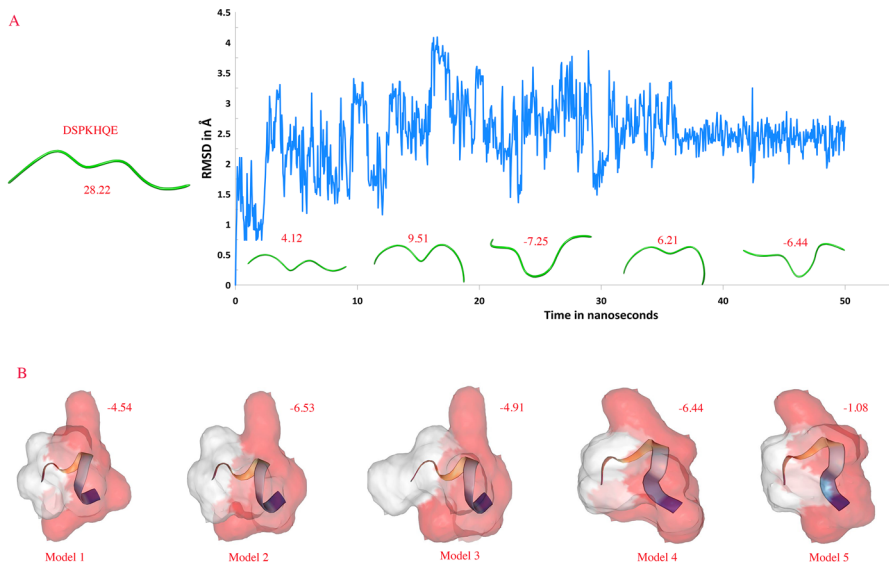 A
DSPKHQE
28.22
RMSD in Å
4.5
4
3.5
3
2.5
2
1.5
1
0.5
0
4.12
9.51
-7.25
6.21
-6.44
0
10
20
30
40
50
Time in nanoseconds
B
-4.54
-6.53
-4.91
-6.44
-1.08
Model 1
Model 2
Model 3
Model 4
Model 5